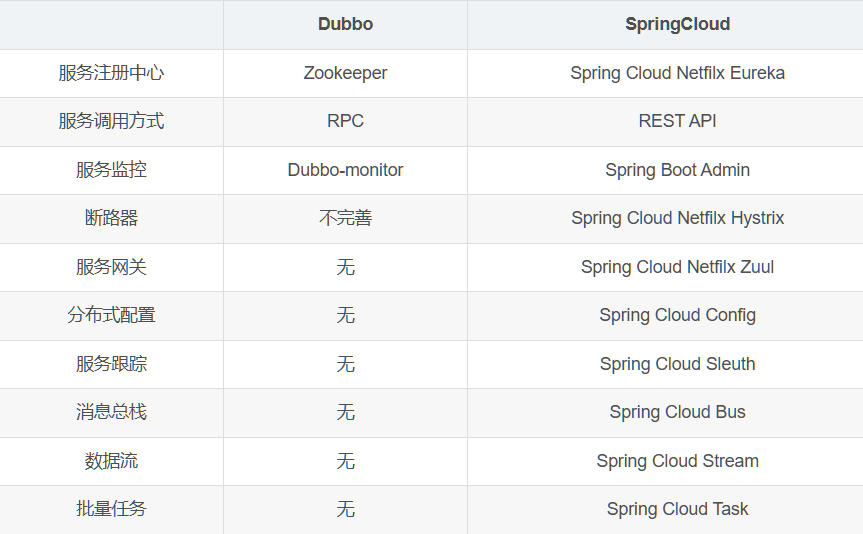 Dubbo SpringCloud
服务注册中心 Zookeeper Spring Cloud Netfilx Eureka
服务调用方式 RPC REST API
服务监控 Dubbo-monitor Spring Boot Admin
断路器 不完善 Spring Cloud Netfilx Hystrix
服务网关 无 Spring Cloud Netfilx Zuul
分布式配置 无 Spring Cloud Config
服务跟踪 无 Spring Cloud Sleuth
消息总栈 无 Spring Cloud Bus
数据流 无 Spring Cloud Stream
批量任务 无 Spring Cloud Task